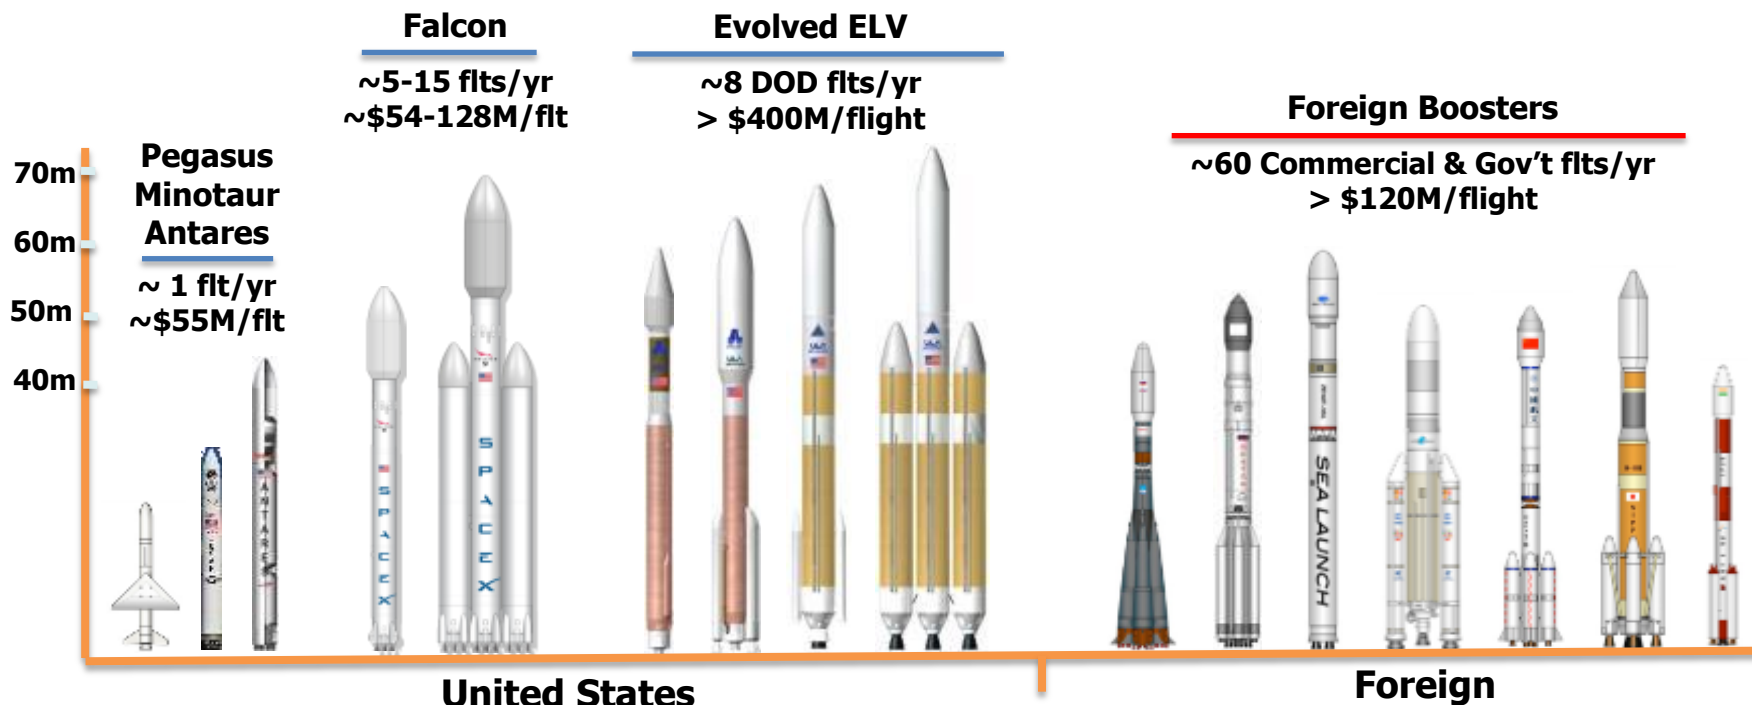 Falcon
~5-15 flts/yr
~$54-128M/flt
Evolved ELV
~8 DOD flts/yr
> $400M/flight
Foreign Boosters
~60 Commercial & Gov’t flts/yr
> $120M/flight
Pegasus
Minotaur
Antares
~ 1 flt/yr
~$55M/flt
70m
60m
50m
40m
ANTARES
SPACEX
SPACEX
SEA LAUNCH
United States
Foreign